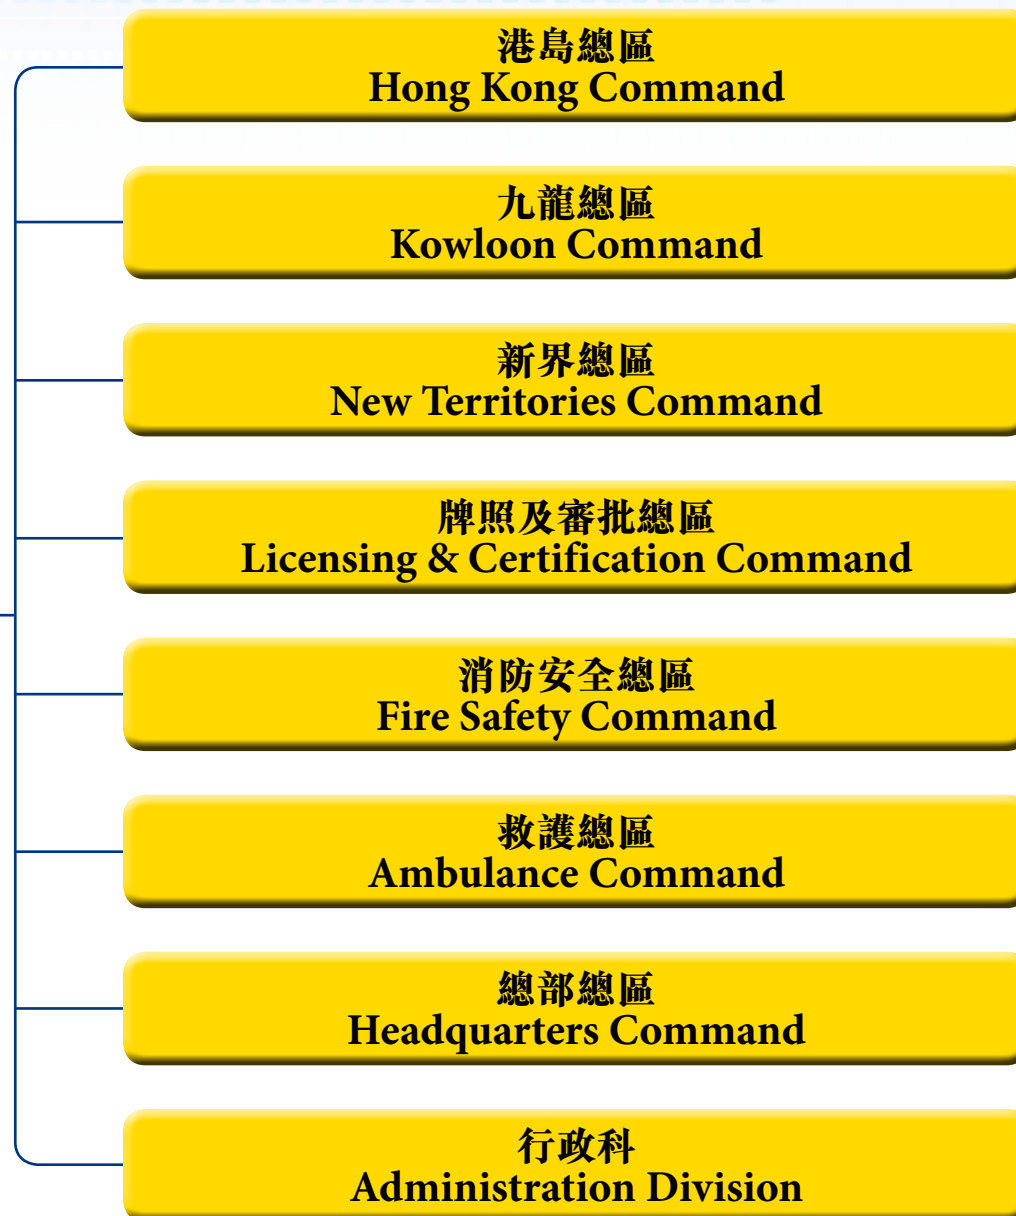 港島總區
Hong Kong Command
九龍總區
Kowloon Command
新界總區
New Territories Command
牌照及審批總區
Licensing & Certification Command
消防安全總區
Fire Safety Command
救護總區
Ambulance Command
總部總區
Headquarters Command
行政科
Administration Division